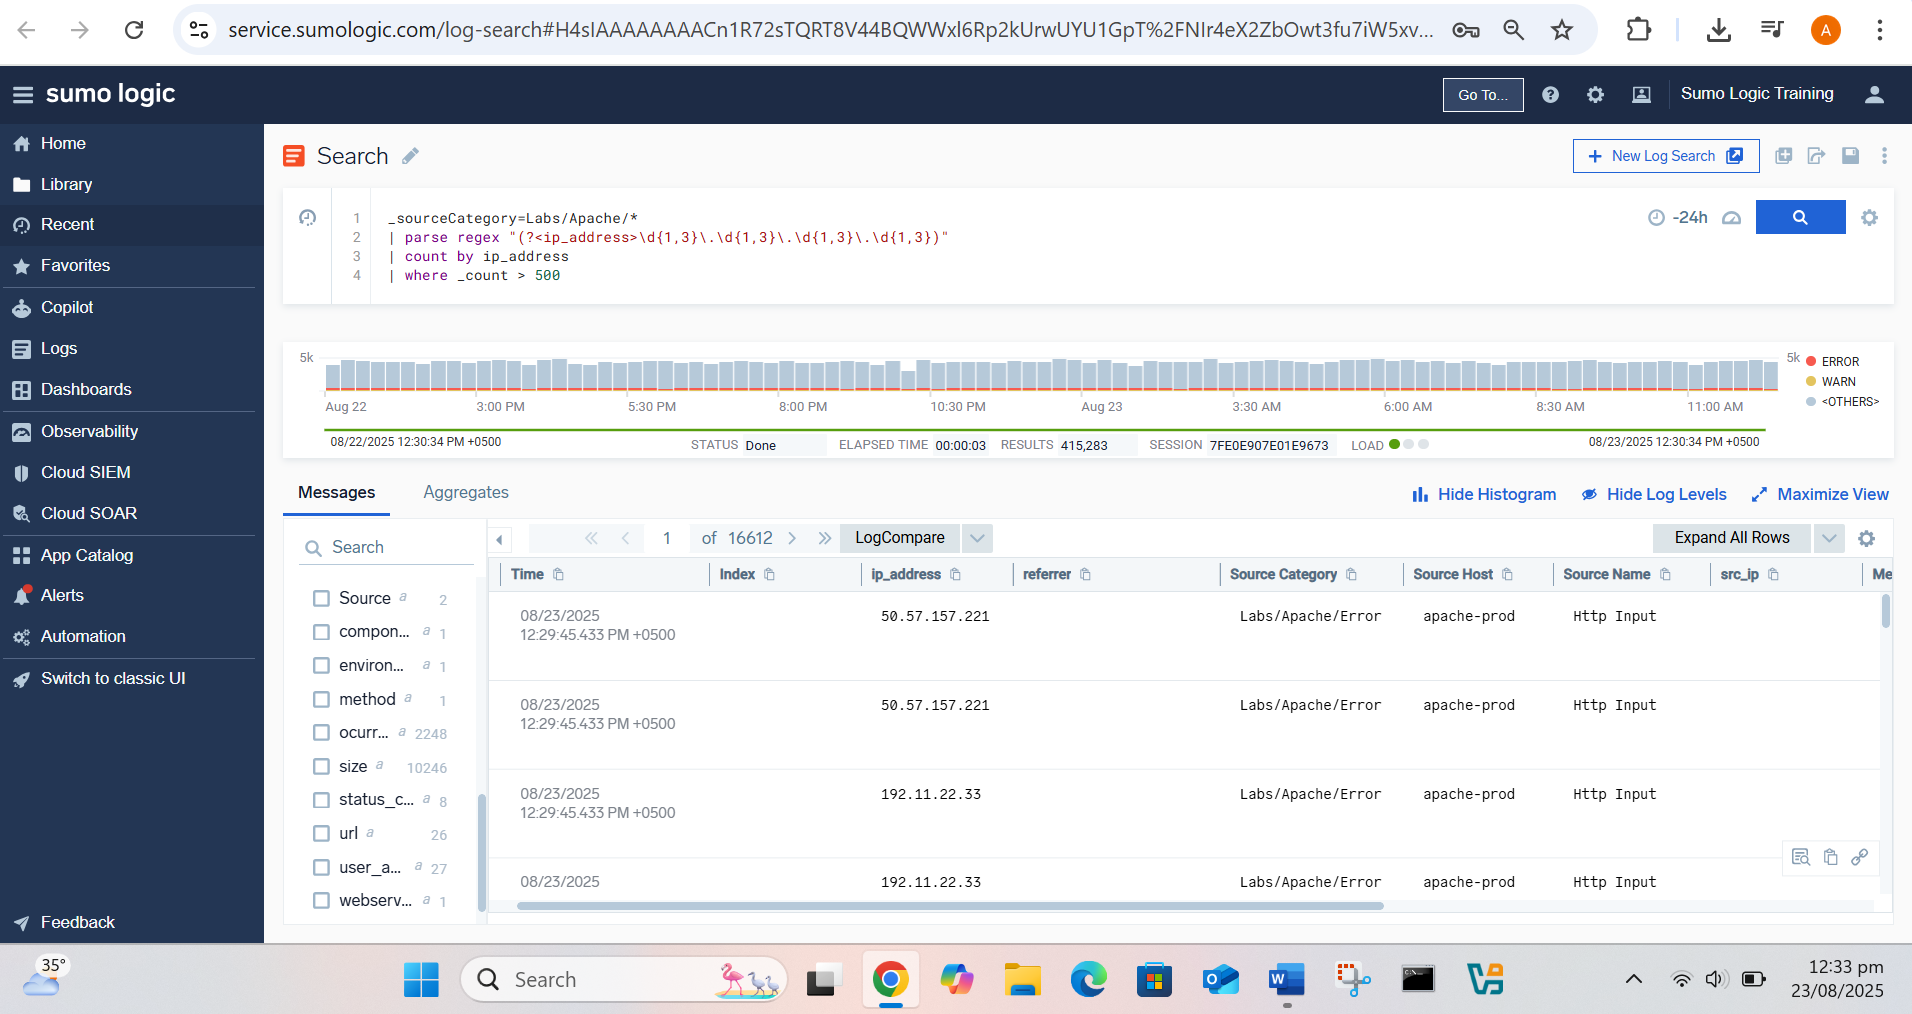 service.sumologic.com/log-search#H4sIAAAAAAAACn1R72sTQRT8V44BQWWxl6Rp2kUrwUYU1GpT%2FNIr4eX2ZbOwt3fu7iW5xv...
sumo logic
Go To...
Sumo Logic Training
Home
Library
Recent
Favorites
Copilot
Logs
Dashboards
Observability
Cloud SIEM
Cloud SOAR
App Catalog
Alerts
Automation
Switch to classic UI
Feedback
Search
+ New Log Search
1 _sourceCategory=Labs/Apache/*
2 | parse regex "(?<ip_address>\d{1,3}\.\d{1,3}\.\d{1,3}\.\d{1,3})"
3 | count by ip_address
4 | where _count > 500
-24h
5k
5k
ERROR
WARN
<OTHERS>
Aug 22 3:00 PM 5:30 PM 8:00 PM 10:30 PM Aug 23 3:30 AM 6:00 AM 8:30 AM 11:00 AM
08/22/2025 12:30:34 PM +0500
STATUS Done ELAPSED TIME 00:00:03 RESULTS 415,283 SESSION 7FE0E907E01E9673 LOAD
08/23/2025 12:30:34 PM +0500
Messages Aggregates
Hide Histogram Hide Log Levels Maximize View
Search
Source a 2
compon... a 1
environ... a 1
method a 1
ocurr... a 2248
size a 10246
status_c... a 8
url a 26
user_a... a 27
webserv... a 1
1 of 16612 LogCompare
Expand All Rows
Time Index ip_address referrer Source Category Source Host Source Name src_ip Me
08/23/2025
12:29:45.433 PM +0500
50.57.157.221 Labs/Apache/Error apache-prod Http Input
08/23/2025
12:29:45.433 PM +0500
50.57.157.221 Labs/Apache/Error apache-prod Http Input
08/23/2025
12:29:45.433 PM +0500
192.11.22.33 Labs/Apache/Error apache-prod Http Input
08/23/2025
192.11.22.33 Labs/Apache/Error apache-prod Http Input
35°
Search
12:33 pm
23/08/2025
A